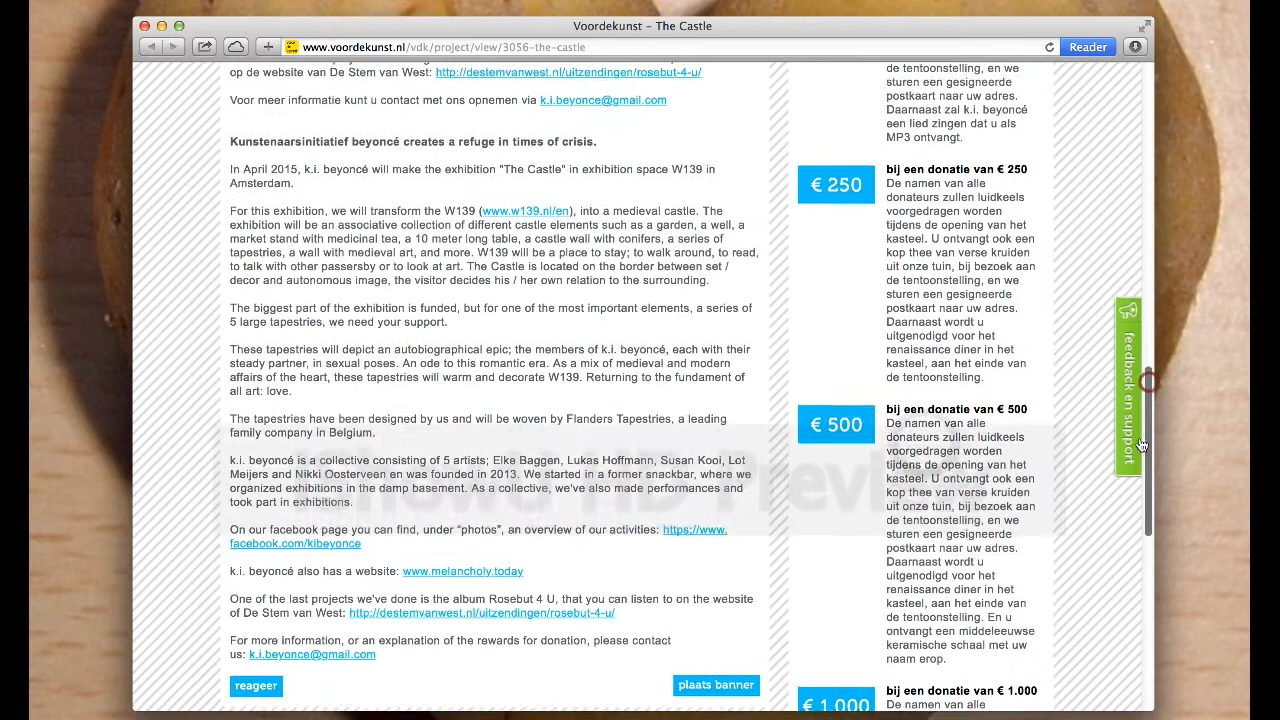 Voordekunst – The Castle
www.voordekunst.nl/vdk/project/view/3056-the-castle
Reader
op de website van De Stem van West: http://destemvanwest.nl/uitzendingen/rosebut-4-u/
Voor meer informatie kunt u contact met ons opnemen via k.i.beyonce@gmail.com
Kunstenaarsinitiatief beyoncé creates a refuge in times of crisis.
In April 2015, k.i. beyoncé will make the exhibition "The Castle" in exhibition space W139 in
Amsterdam.
For this exhibition, we will transform the W139 (www.w139.nl/en), into a medieval castle. The
exhibition will be an associative collection of different castle elements such as a garden, a well, a
market stand with medicinal tea, a 10 meter long table, a castle wall with conifers, a series of
tapestries, a wall with medieval art, and more. W139 will be a place to stay; to walk around, to read,
to talk with other passersby or to look at art. The Castle is located on the border between set /
decor and autonomous image, the visitor decides his / her own relation to the surrounding.
The biggest part of the exhibition is funded, but for one of the most important elements, a series of
5 large tapestries, we need your support.
These tapestries will depict an autobiographical epic; the members of k.i. beyoncé, each with their
steady partner, in sexual poses. An ode to this romantic era. As a mix of medieval and modern
affairs of the heart, these tapestries will warm and decorate W139. Returning to the fundament of
all art: love.
The tapestries have been designed by us and will be woven by Flanders Tapestries, a leading
family company in Belgium.
k.i. beyoncé is a collective consisting of 5 artists; Elke Baggen, Lukas Hoffmann, Susan Kooi, Lot
Meijers and Nikki Oosterveen en was founded in 2013. We started in a former snackbar, where we
organized exhibitions in the damp basement. As a collective, we've also made performances and
took part in exhibitions.
On our facebook page you can find, under “photos”, an overview of our activities: https://www.
facebook.com/kibeyonce
k.i. beyoncé also has a website: www.melancholy.today
One of the last projects we've done is the album Rosebut 4 U, that you can listen to on the website
of De Stem van West: http://destemvanwest.nl/uitzendingen/rosebut-4-u/
For more information, or an explanation of the rewards for donation, please contact
us: k.i.beyonce@gmail.com
reageer
plaats banner
de tentoonstelling, en we
sturen een gesigneerde
postkaart naar uw adres.
Daarnaast zal k.i. beyoncé
een lied zingen dat u als
MP3 ontvangt.
€ 250
bij een donatie van € 250
De namen van alle
donateurs zullen luidkeels
voorgedragen worden
tijdens de opening van het
kasteel. U ontvangt ook een
kop thee van verse kruiden
uit onze tuin, bij bezoek aan
de tentoonstelling, en we
sturen een gesigneerde
postkaart naar uw adres.
Daarnaast wordt u
uitgenodigd voor het
renaissance diner in het
kasteel, aan het einde van
de tentoonstelling.
€ 500
bij een donatie van € 500
De namen van alle
donateurs zullen luidkeels
voorgedragen worden
tijdens de opening van het
kasteel. U ontvangt ook een
kop thee van verse kruiden
uit onze tuin, bij bezoek aan
de tentoonstelling, en we
sturen een gesigneerde
postkaart naar uw adres.
Daarnaast wordt u
uitgenodigd voor het
renaissance diner in het
kasteel, aan het einde van
de tentoonstelling. En u
ontvangt een middeleeuwse
keramische schaal met uw
naam erop.
€ 1.000
bij een donatie van € 1.000
De namen van alle
feedback en support